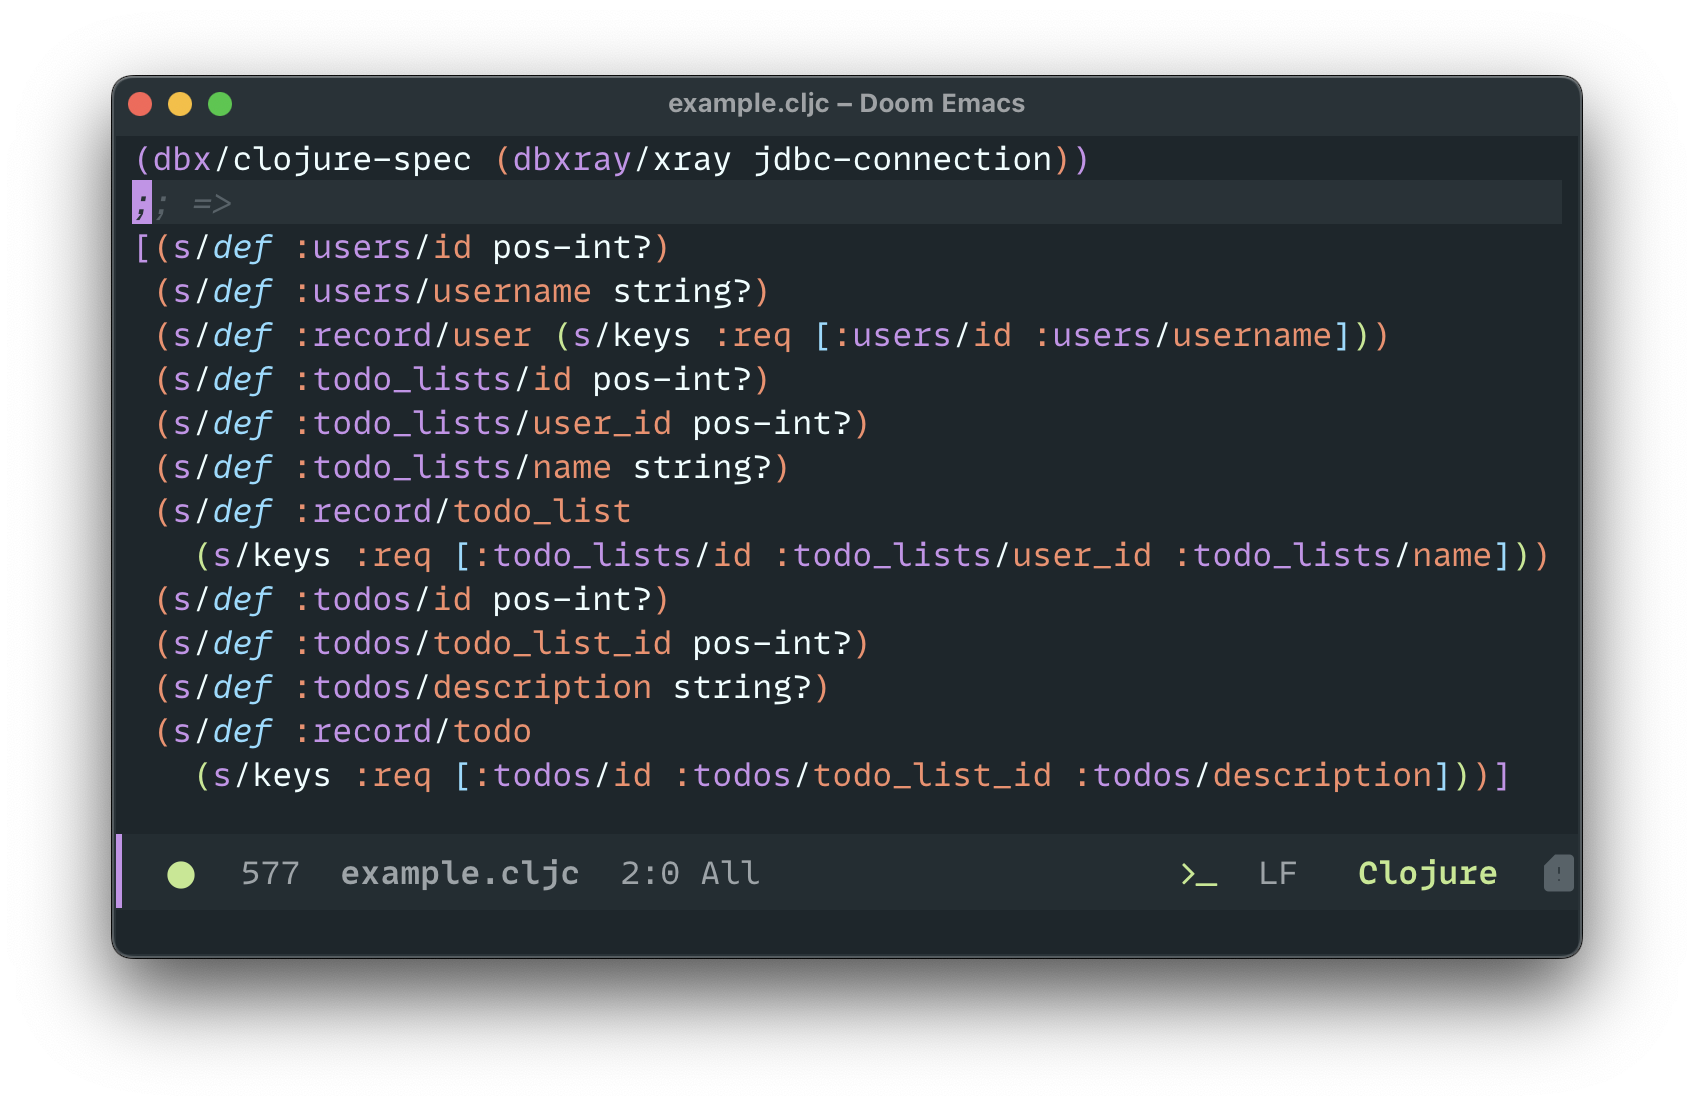 example.cljc – Doom Emacs
(dbx/clojure-spec (dbxray/xray jdbc-connection))
;; =>
[(s/def :users/id pos-int?)
 (s/def :users/username string?)
 (s/def :record/user (s/keys :req [:users/id :users/username]))
 (s/def :todo_lists/id pos-int?)
 (s/def :todo_lists/user_id pos-int?)
 (s/def :todo_lists/name string?)
 (s/def :record/todo_list
   (s/keys :req [:todo_lists/id :todo_lists/user_id :todo_lists/name]))
 (s/def :todos/id pos-int?)
 (s/def :todos/todo_list_id pos-int?)
 (s/def :todos/description string?)
 (s/def :record/todo
   (s/keys :req [:todos/id :todos/todo_list_id :todos/description]))]
577 example.cljc 2:0 All >_ LF Clojure